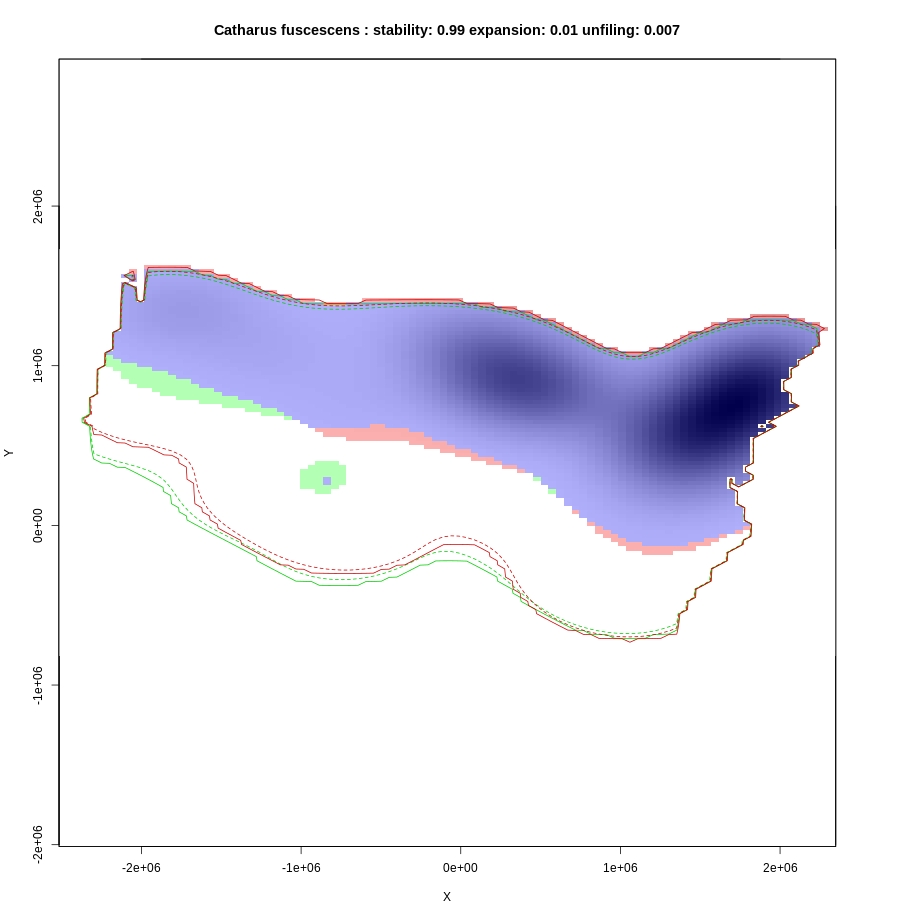 Catharus fuscescens : stability: 0.99 expansion: 0.01 unfiling: 0.007
2e+06
1e+06
0e+00
-1e+06
-2e+06
Y
-2e+06 -1e+06 0e+00 1e+06 2e+06
X